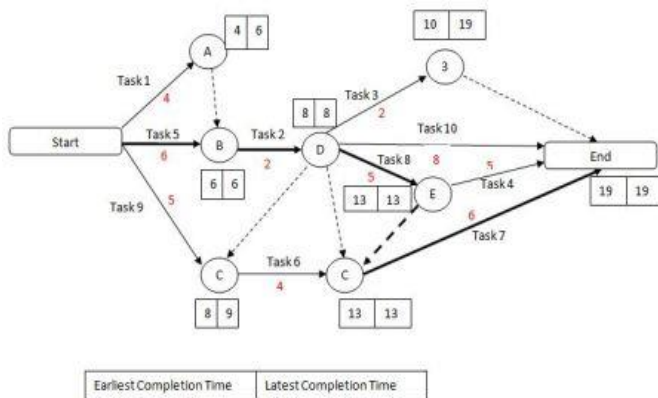 4 6
A
10 19
3
Task 1
4
Task 3
2
8 8
Start
Task 5
6
B
Task 2
2
D
Task 10
8
End
Task 8
5
5
Task 4
6 6
13 13
E
19 19
Task 9
5
6
Task 7
C
Task 6
4
C
8 9
13 13
Earliest Completion Time Latest Completion Time